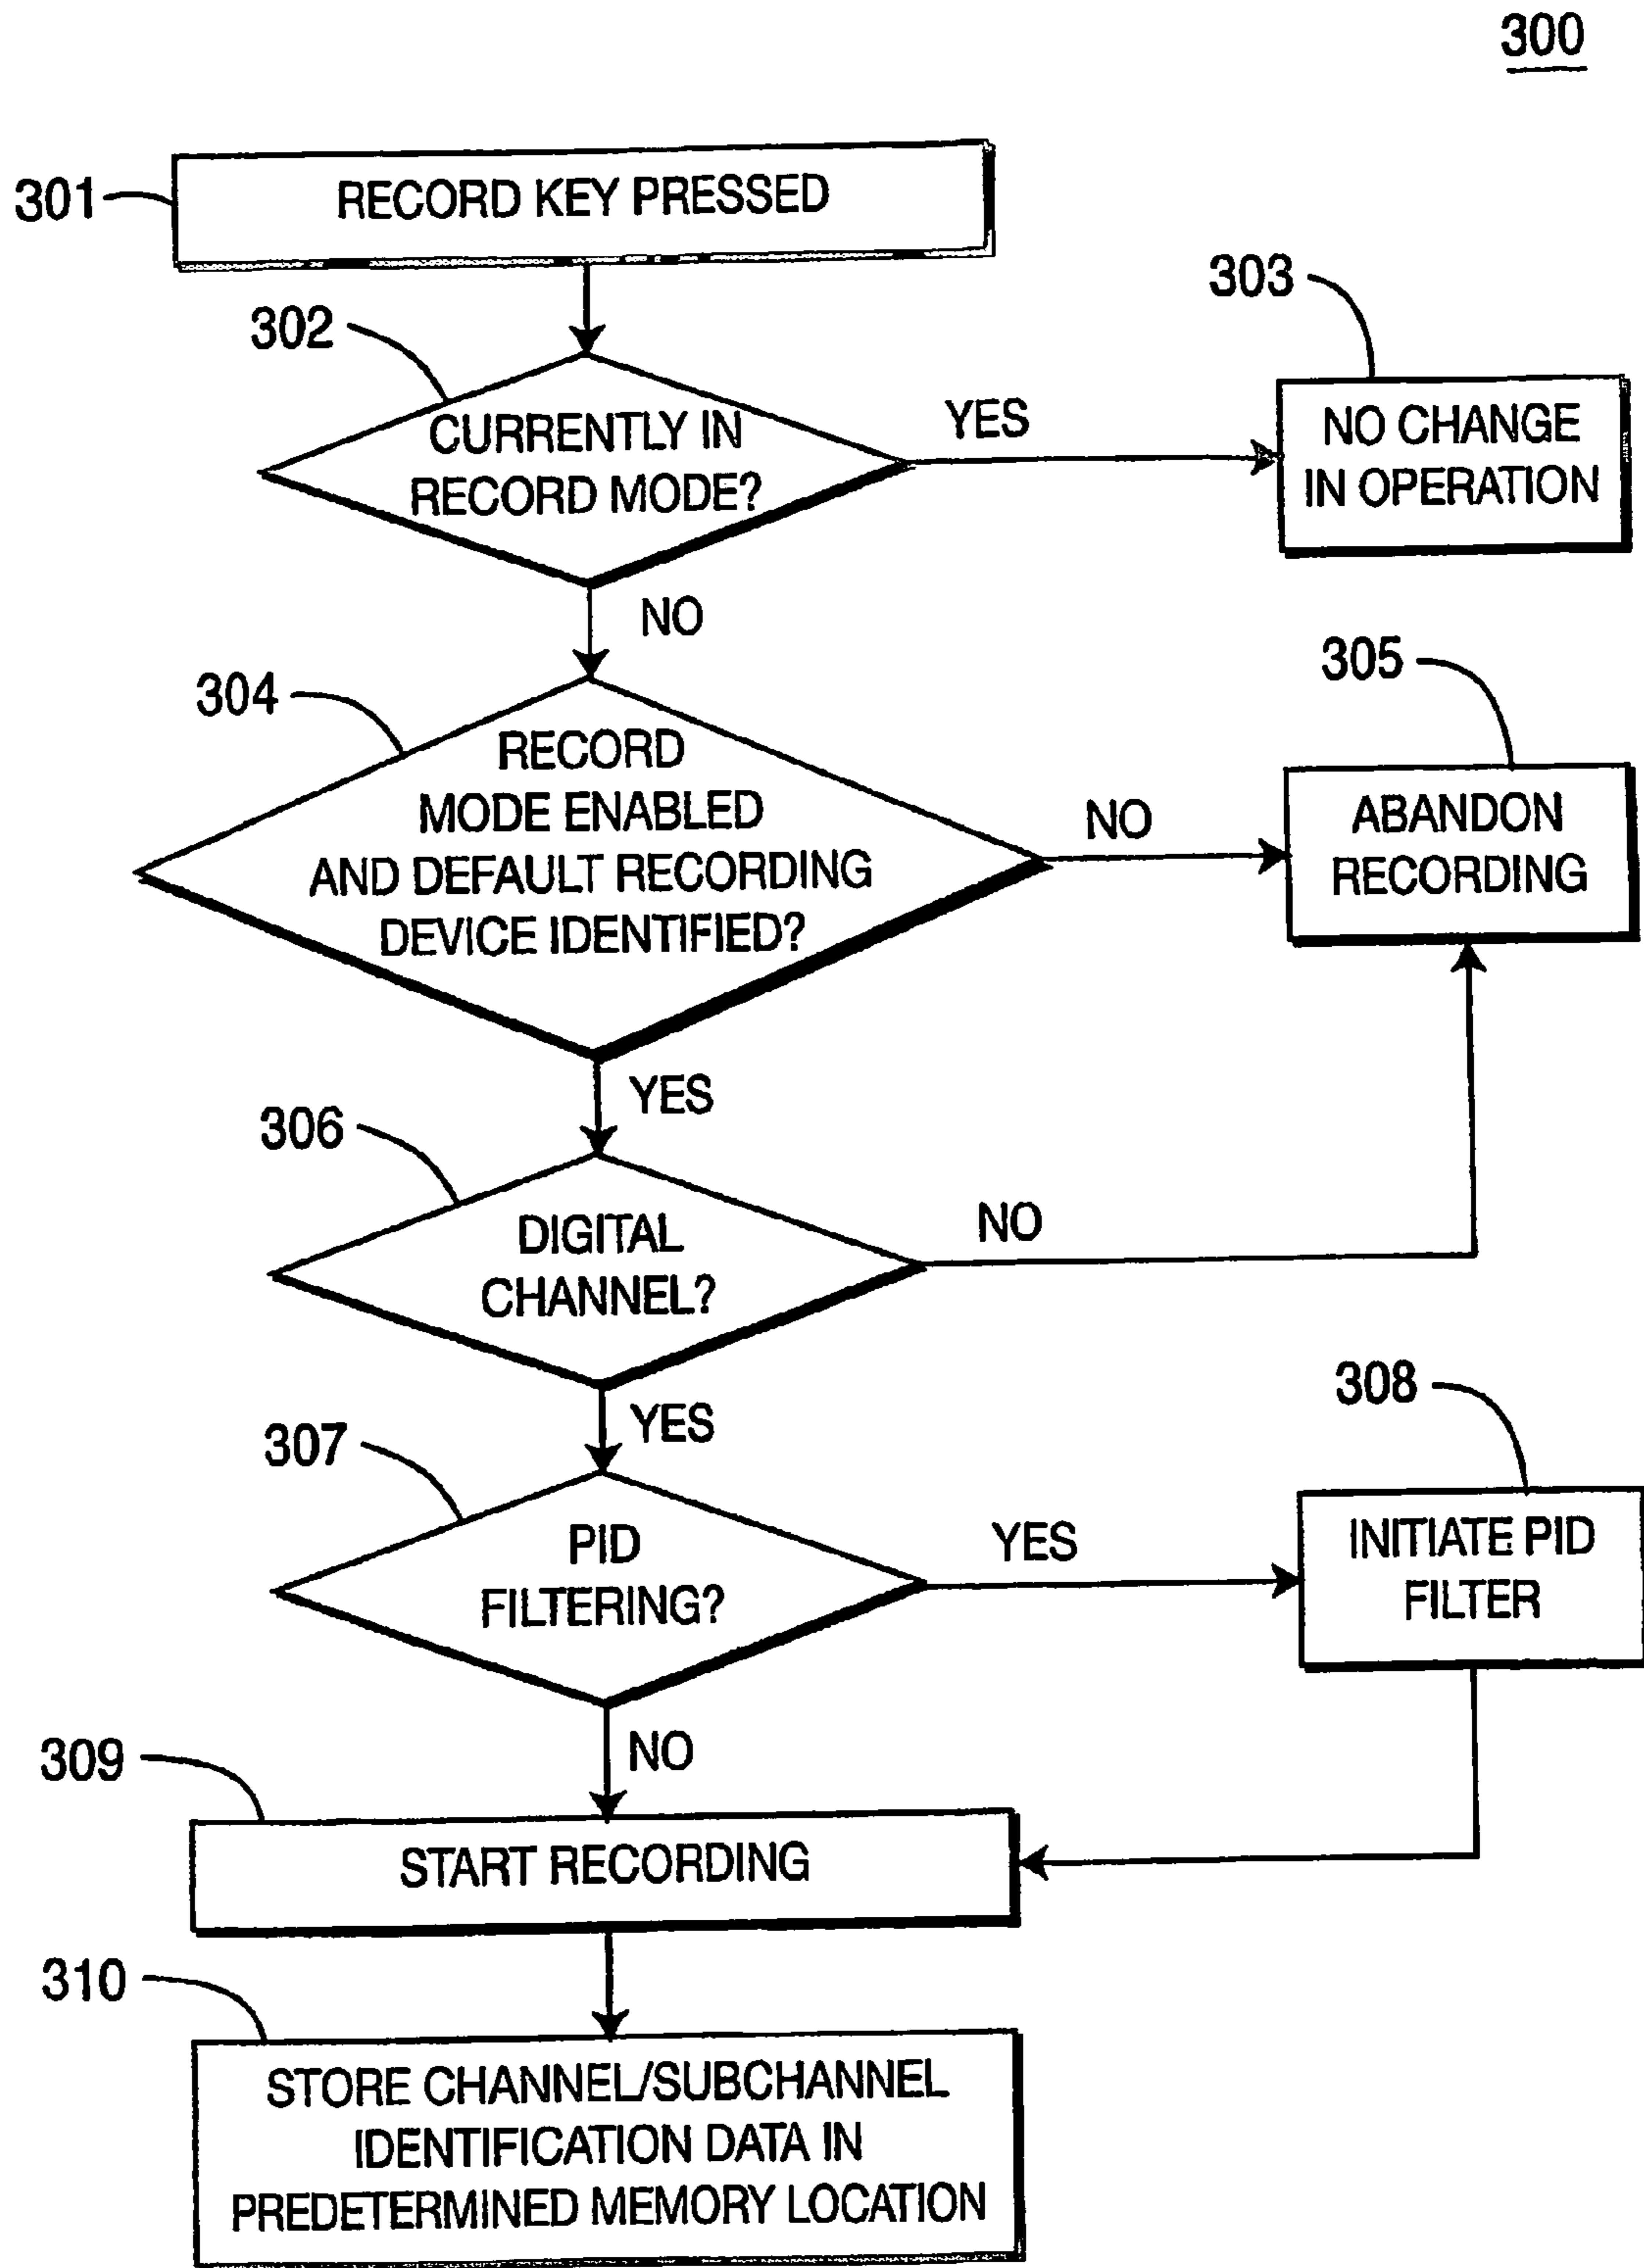 300
301
RECORD KEY PRESSED
302
303
CURRENTLY IN
RECORD MODE?
YES
NO CHANGE
IN OPERATION
NO
304
305
RECORD
MODE ENABLED
AND DEFAULT RECORDING
DEVICE IDENTIFIED?
NO
ABANDON
RECORDING
YES
306
DIGITAL
CHANNEL?
NO
YES
307
308
PID
FILTERING?
YES
INITIATE PID
FILTER
NO
309
START RECORDING
310
STORE CHANNEL/SUBCHANNEL
IDENTIFICATION DATA IN
PREDETERMINED MEMORY LOCATION